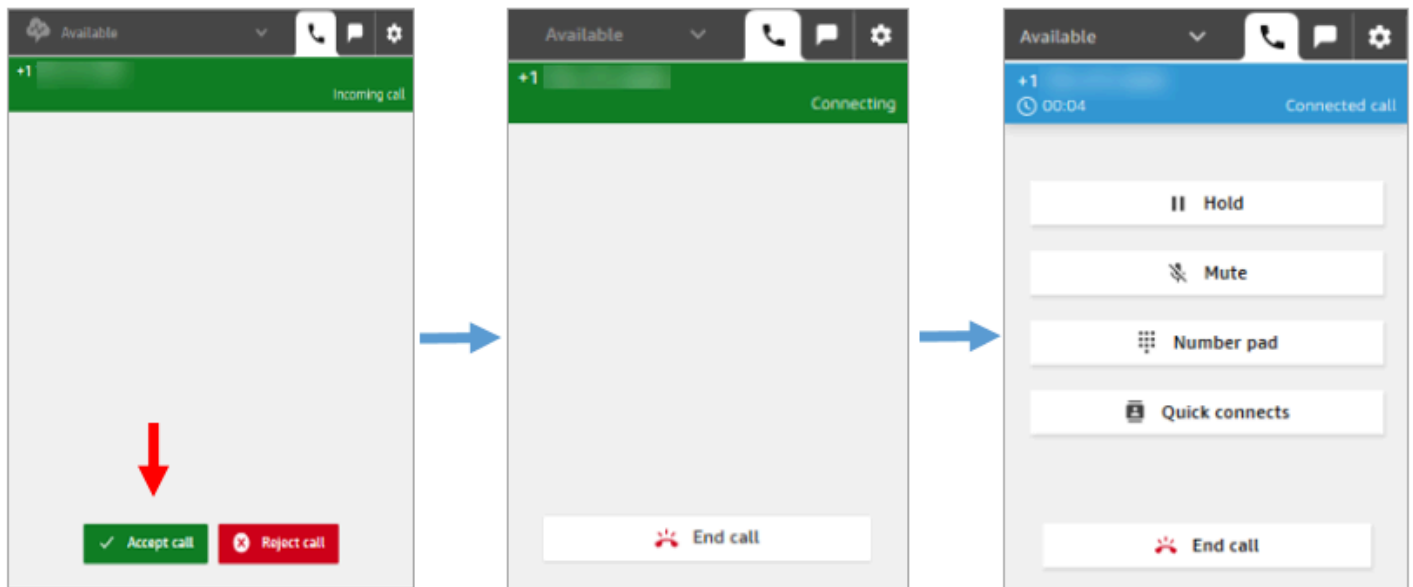 Available
+1
Incoming call
Accept call
Reject call
Available
+1
Connecting
End call
Available
+1
00:04
Connected call
Hold
Mute
Number pad
Quick connects
End call